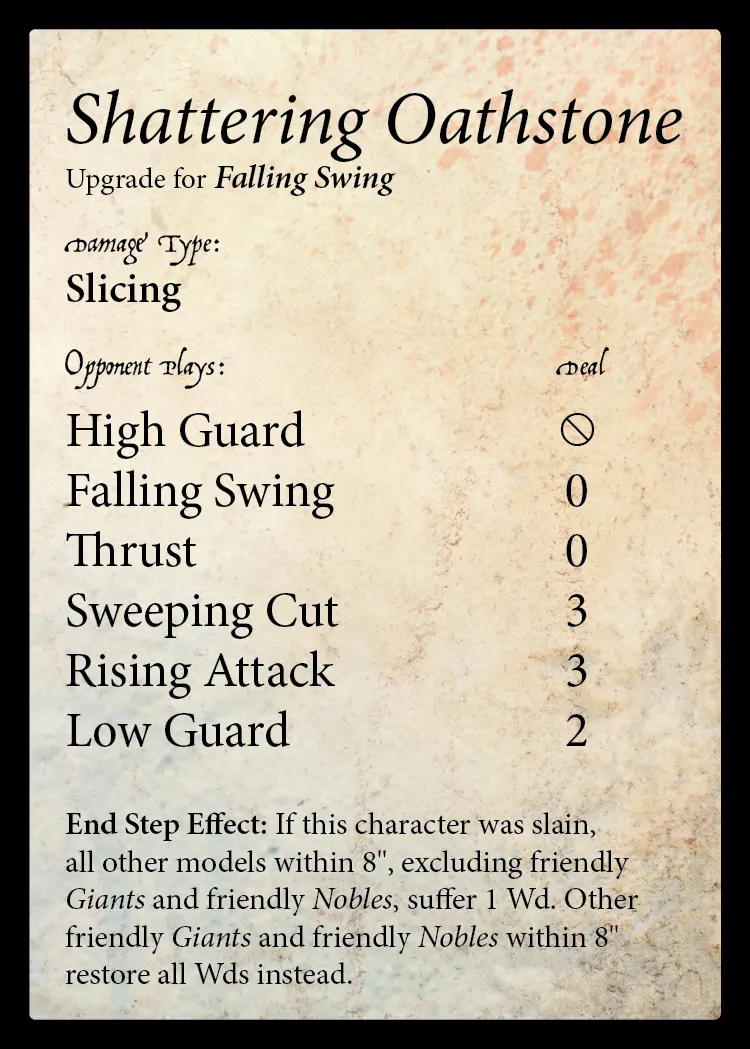 Shattering Oathstone
Upgrade for Falling Swing
Damage Type:
Slicing
Opponent Plays: Deal
High Guard 🛇
Falling Swing 0
Thrust 0
Sweeping Cut 3
Rising Attack 3
Low Guard 2
End Step Effect: If this character was slain,
all other models within 8", excluding friendly
Giants and friendly Nobles, suffer 1 Wd. Other
friendly Giants and friendly Nobles within 8"
restore all Wds instead.